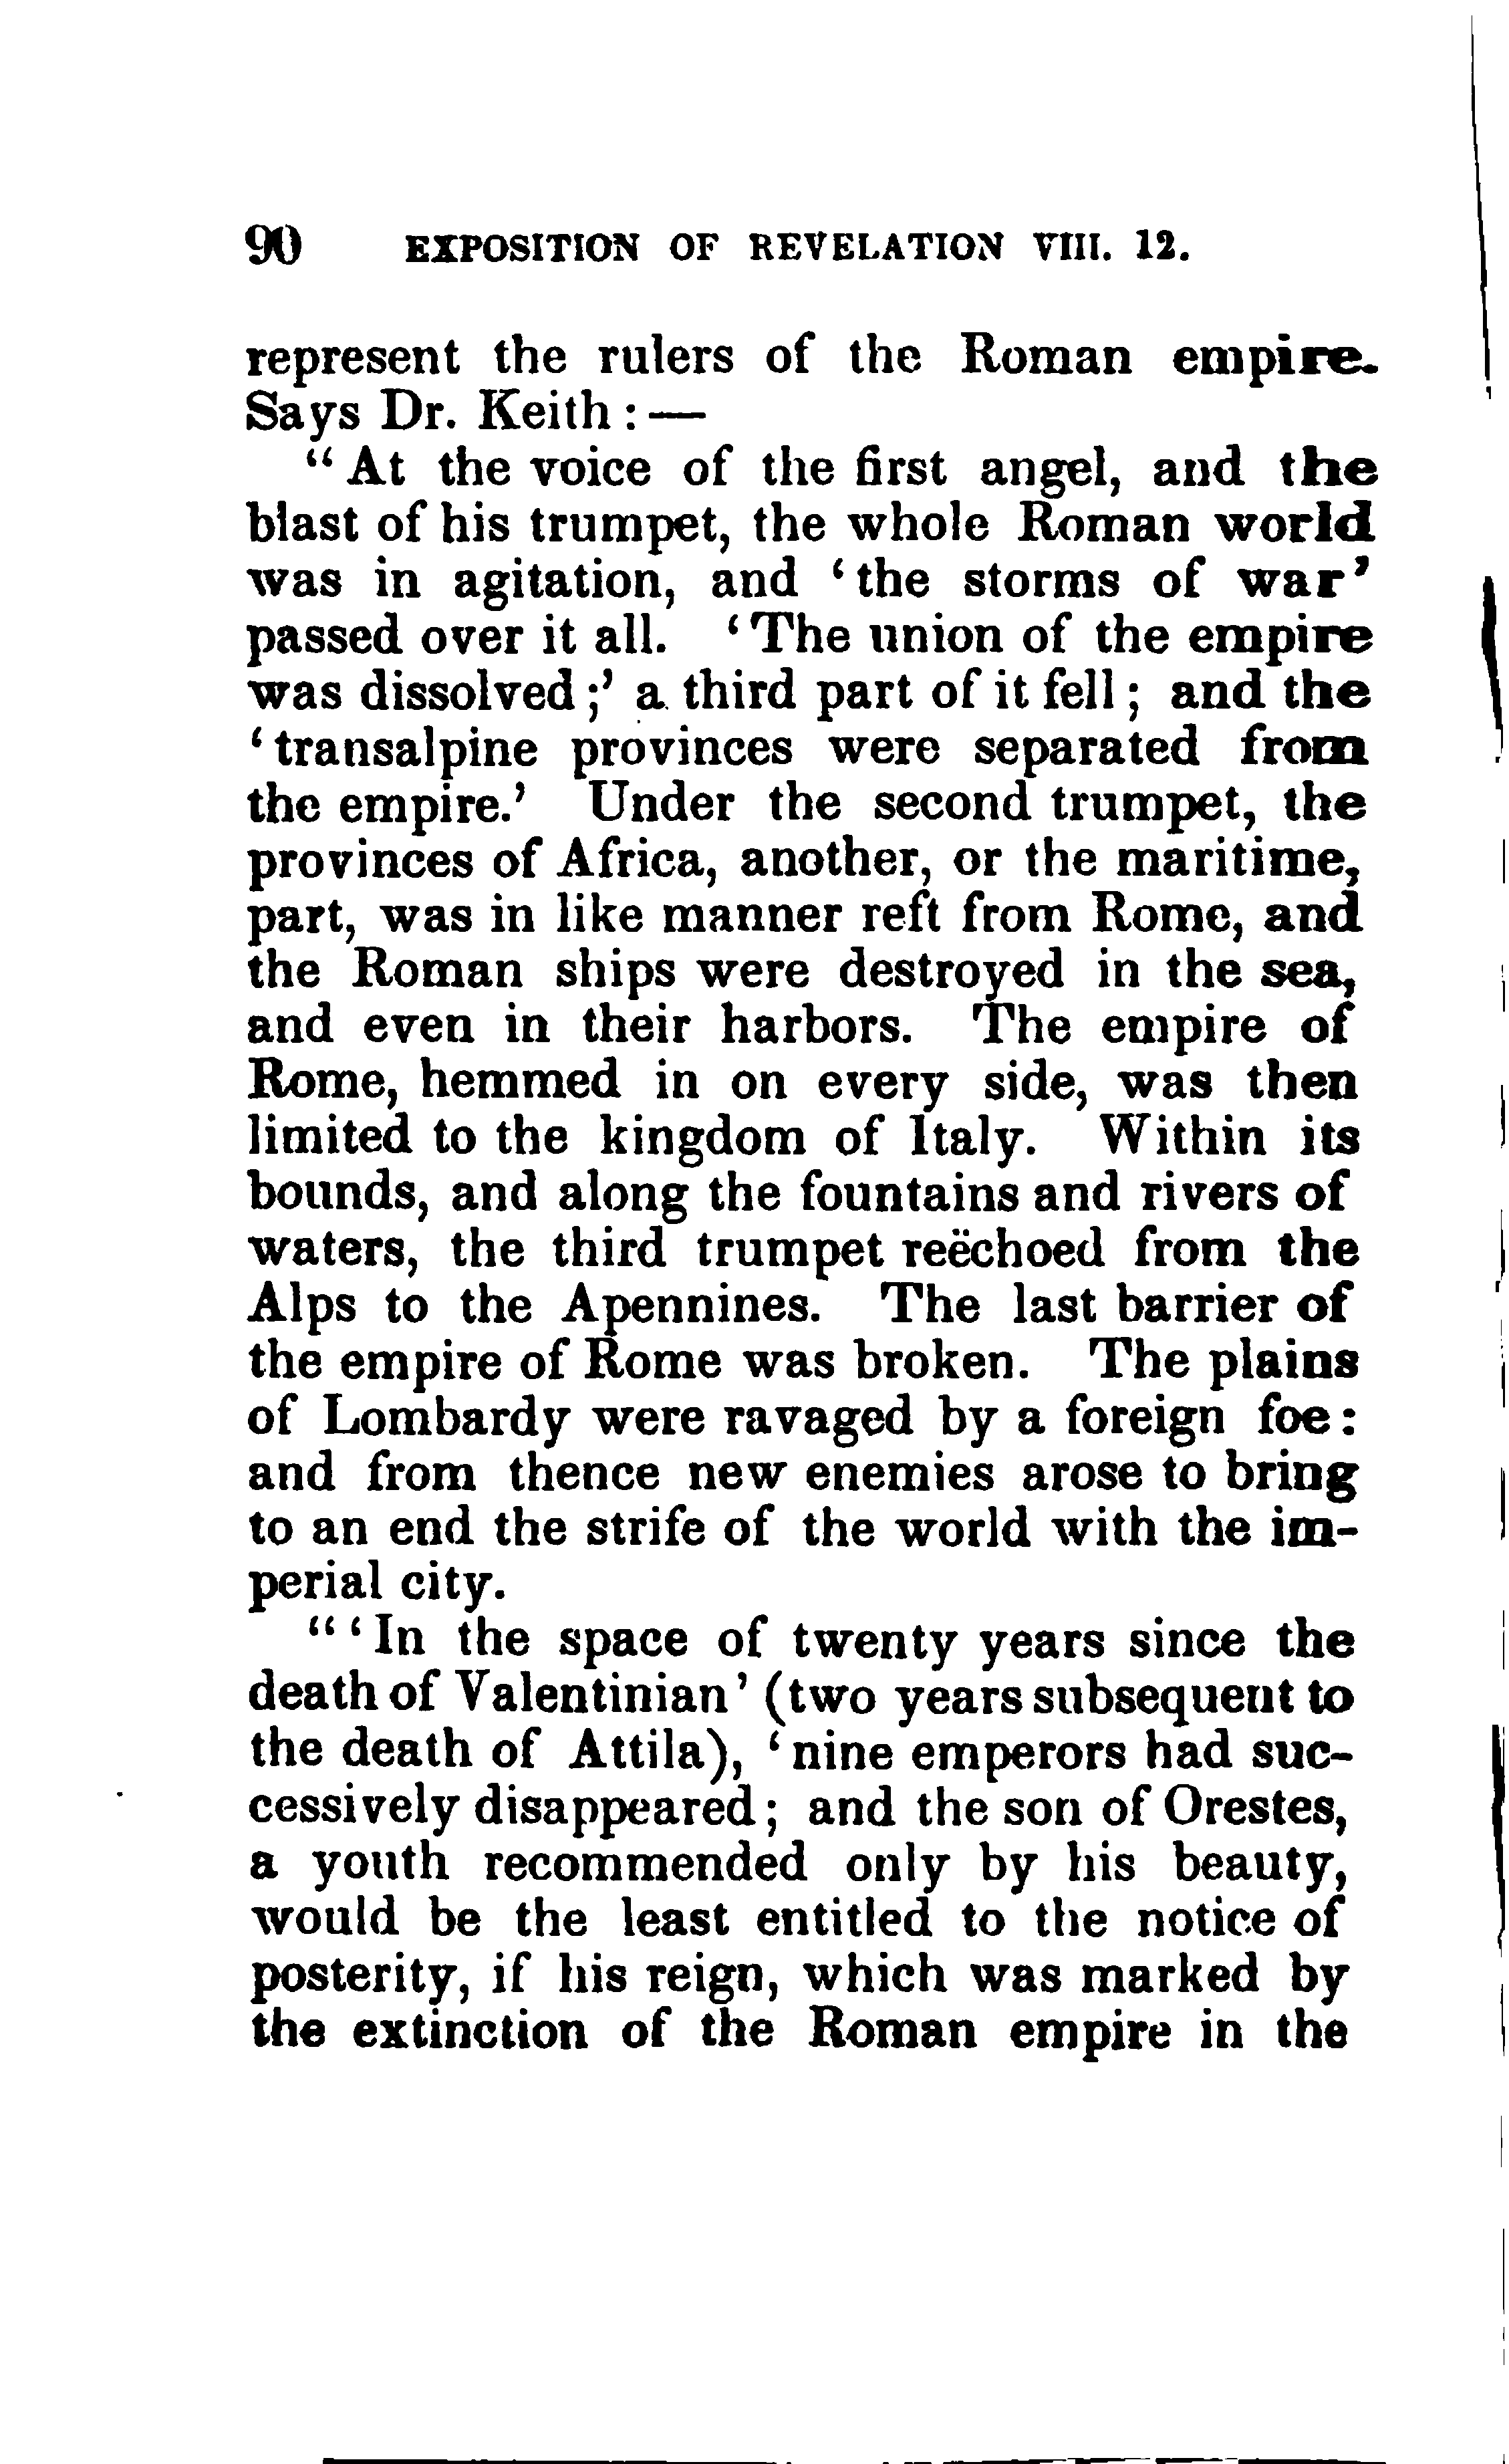 90 EXPOSITION OF REVELATION VIII. 12.
represent the rulers of the Roman empire.
Says Dr. Keith :—
“ At the voice of the first angel, and the
blast of his trumpet, the whole Roman world
was in agitation, and ‘ the storms of war’
passed over it all. ‘ The union of the empire
was dissolved ;’ a third part of it fell ; and the
‘ transalpine provinces were separated from
the empire.’ Under the second trumpet, the
provinces of Africa, another, or the maritime,
part, was in like manner reft from Rome, and
the Roman ships were destroyed in the sea,
and even in their harbors. The empire of
Rome, hemmed in on every side, was then
limited to the kingdom of Italy. Within its
bounds, and along the fountains and rivers of
waters, the third trumpet reëchoed from the
Alps to the Apennines. The last barrier of
the empire of Rome was broken. The plains
of Lombardy were ravaged by a foreign foe :
and from thence new enemies arose to bring
to an end the strife of the world with the im-
perial city.
“ ‘ In the space of twenty years since the
death of Valentinian ’ (two years subsequent to
the death of Attila), ‘ nine emperors had suc-
cessively disappeared ; and the son of Orestes,
a youth recommended only by his beauty,
would be the least entitled to the notice of
posterity, if his reign, which was marked by
the extinction of the Roman empire in the